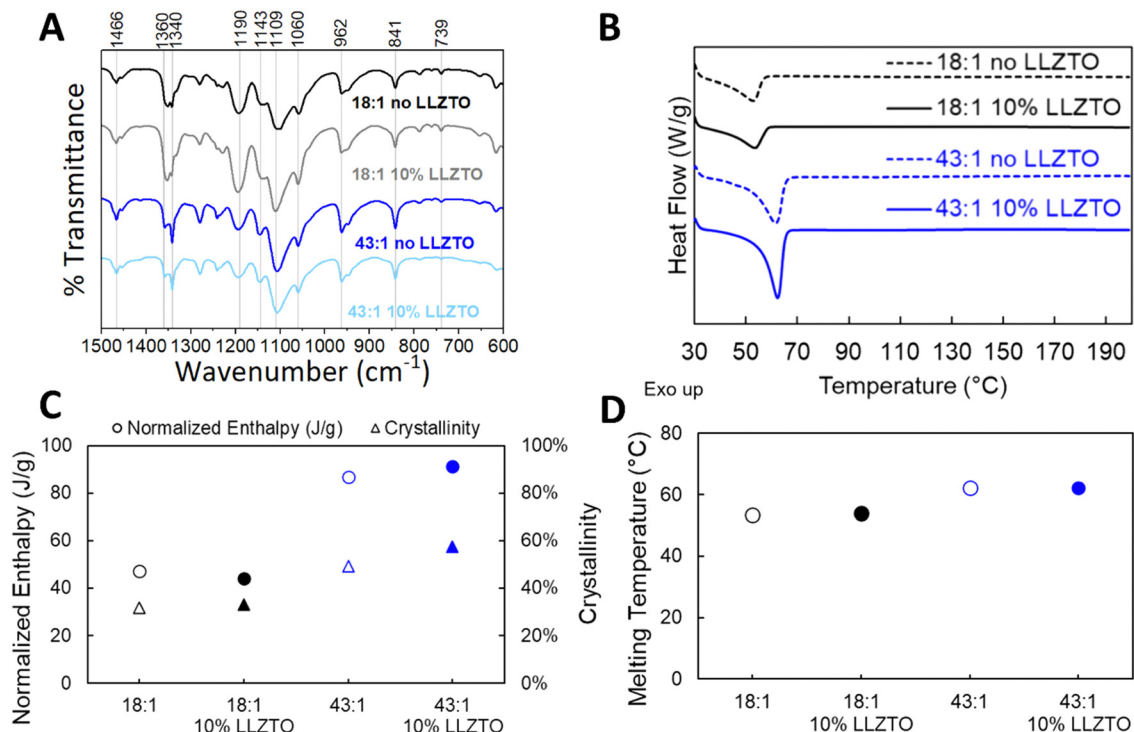 A
1466
1360
1340
1190
1143
1109
1060
962
841
739
18:1 no LLZTO
18:1 10% LLZTO
43:1 no LLZTO
43:1 10% LLZTO
% Transmittance
1500 1400 1300 1200 1100 1000 900 800 700 600
Wavenumber (cm-1)
B
18:1 no LLZTO
18:1 10% LLZTO
43:1 no LLZTO
43:1 10% LLZTO
Heat Flow (W/g)
30 50 70 90 110 130 150 170 190
Exo up
Temperature (°C)
C
Normalized Enthalpy (J/g) Crystallinity
100
80
60
40
20
0
Normalized Enthalpy (J/g)
100%
80%
60%
40%
20%
0%
Crystallinity
18:1 18:1 43:1 43:1
10% LLZTO 10% LLZTO
D
80
60
40
20
0
Melting Temperature (°C)
18:1 18:1 43:1 43:1
10% LLZTO 10% LLZTO